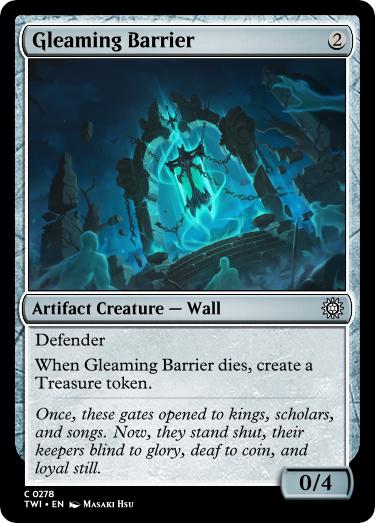 Gleaming Barrier 2
Artifact Creature — Wall
Defender
When Gleaming Barrier dies, create a
Treasure token.
Once, these gates opened to kings, scholars,
and songs. Now, they stand shut, their
keepers blind to glory, deaf to coin, and
loyal still.
0/4
C 0278
TWI • EN Masaki Hsu